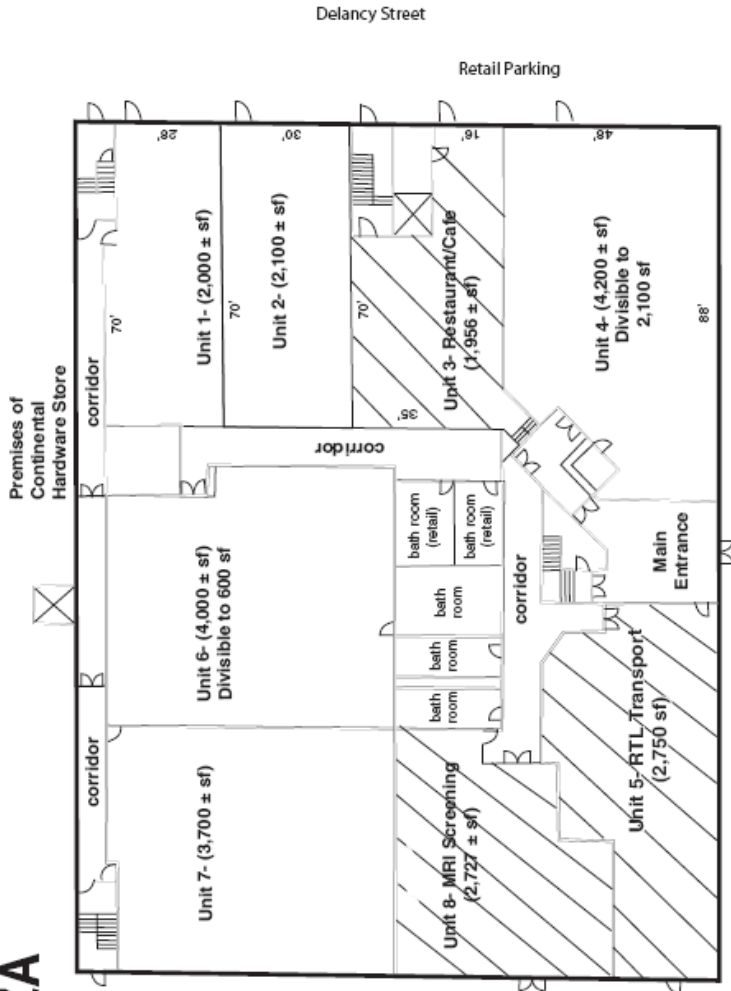 Delancy Street
Retail Parking
Premises of
Continental
Hardware Store
corridor
corridor
28'
70'
Unit 1- (2,000 ± sf)
30'
70'
Unit 2- (2,100 ± sf)
16'
70'
35'
Unit 3- Restaurant/Cafe
(1,956 ± sf)
48'
88'
Unit 4- (4,200 ± sf)
Divisible to
2,100 sf
corridor
Unit 6- (4,000 ± sf)
Divisible to 600 sf
bath room
(retail)
bath room
(retail)
bath
room
bath
room
bath
room
corridor
Main
Entrance
Unit 7- (3,700 ± sf)
Unit 8- MRI Screening
(2,727 ± sf)
Unit 5- RTL Transport
(2,750 sf)